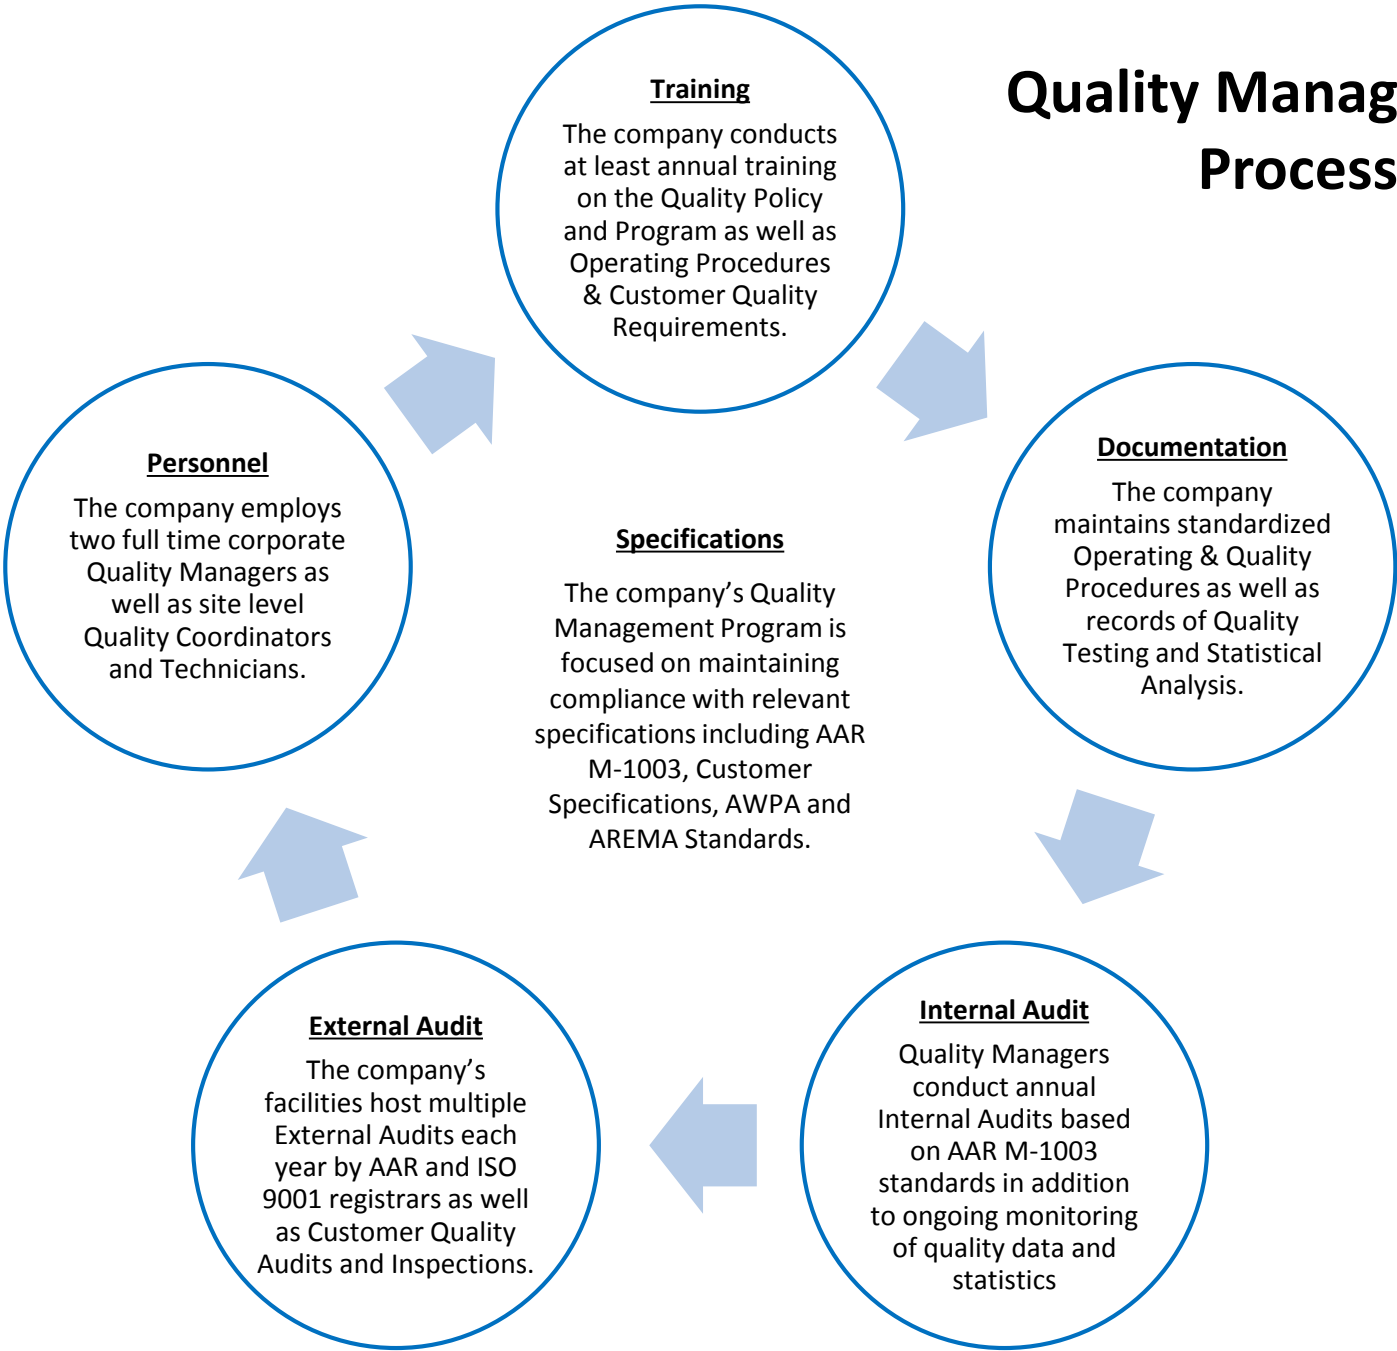 Quality Manag
Process
Training
The company conducts
at least annual training
on the Quality Policy
and Program as well as
Operating Procedures
& Customer Quality
Requirements.
Documentation
The company
maintains standardized
Operating & Quality
Procedures as well as
records of Quality
Testing and Statistical
Analysis.
Internal Audit
Quality Managers
conduct annual
Internal Audits based
on AAR M-1003
standards in addition
to ongoing monitoring
of quality data and
statistics
External Audit
The company’s
facilities host multiple
External Audits each
year by AAR and ISO
9001 registrars as well
as Customer Quality
Audits and Inspections.
Personnel
The company employs
two full time corporate
Quality Managers as
well as site level
Quality Coordinators
and Technicians.
Specifications
The company’s Quality
Management Program is
focused on maintaining
compliance with relevant
specifications including AAR
M-1003, Customer
Specifications, AWPA and
AREMA Standards.